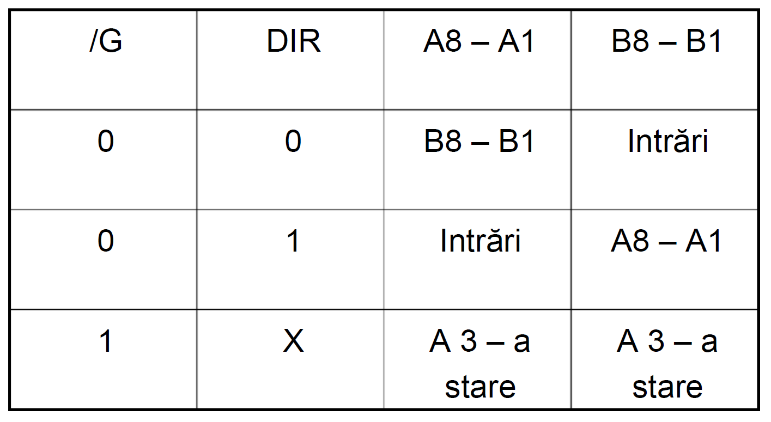 /G DIR A8 – A1 B8 – B1
0 0 B8 – B1 Intrări
0 1 Intrări A8 – A1
1 X A 3 – a stare A 3 – a stare